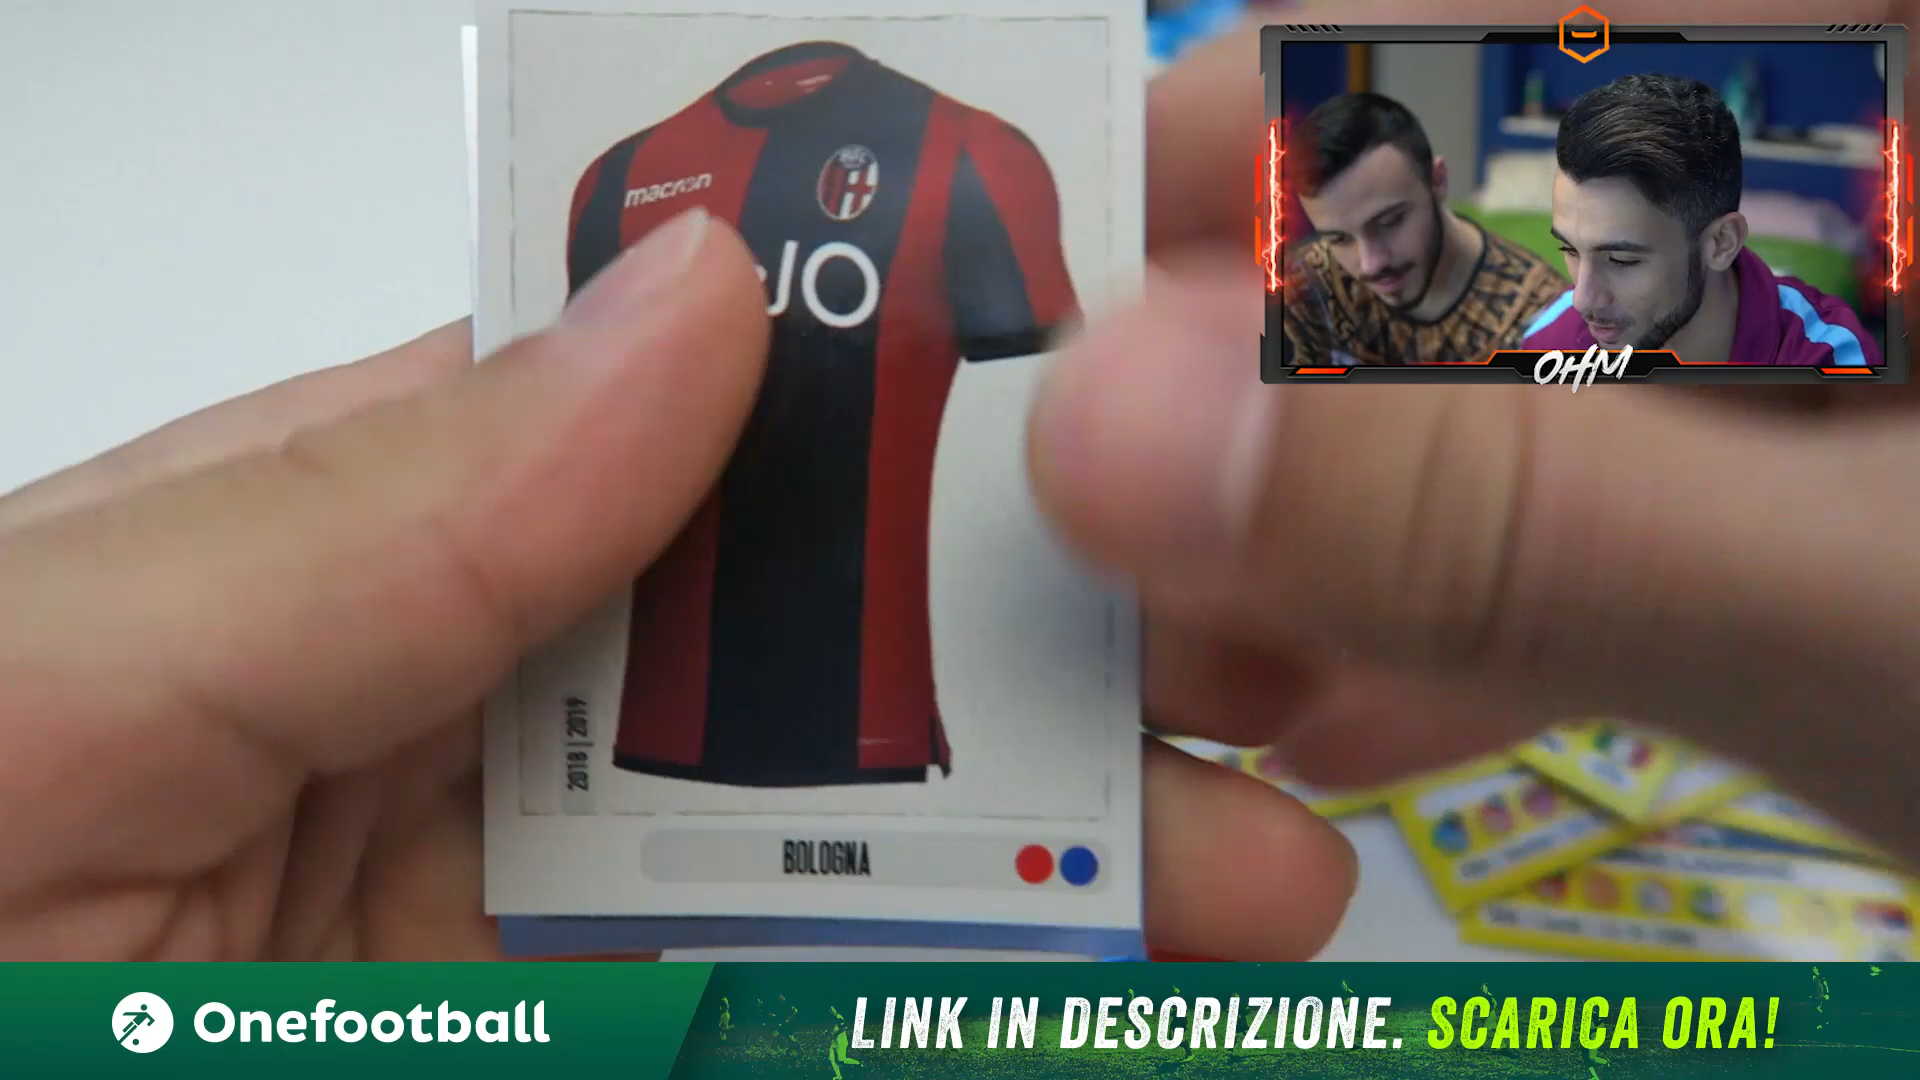 macron
JO
2018 | 2019
BOLOGNA
OHM
Onefootball
LINK IN DESCRIZIONE. SCARICA ORA!